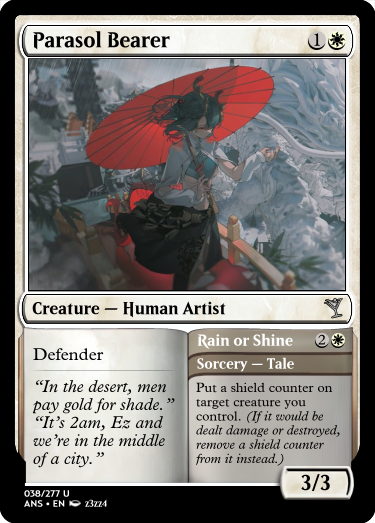 Parasol Bearer 1
Creature — Human Artist
Defender
“In the desert, men
pay gold for shade.”
“It's 2am, Ez and
we're in the middle
of a city.”
Rain or Shine 2
Sorcery — Tale
Put a shield counter on
target creature you
control. (If it would be
dealt damage or destroyed,
remove a shield counter
from it instead.)
3/3
038/277 U
ANS • EN z3zz4